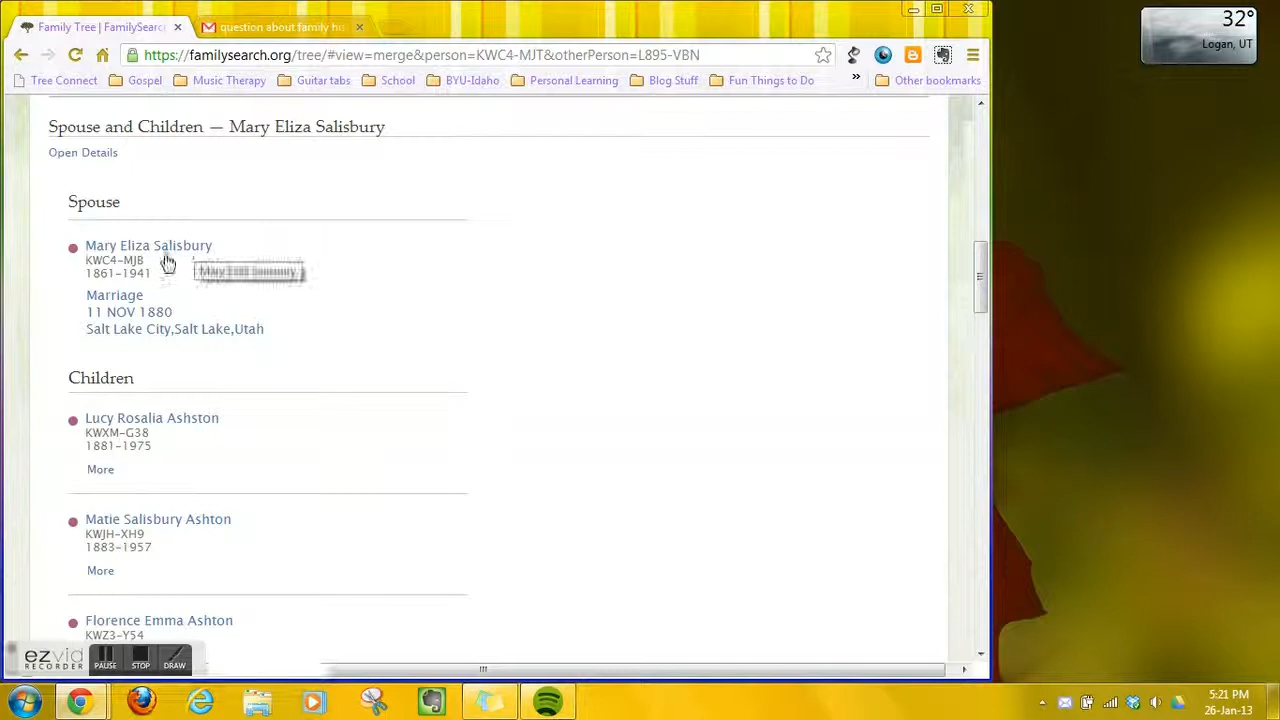 Family Tree | FamilySearc
question about family his
32°
Logan, UT
https://familysearch.org/tree/#view=merge&person=KWC4-MJT&otherPerson=L895-VBN
Tree Connect
Gospel
Music Therapy
Guitar tabs
School
BYU-Idaho
Personal Learning
Blog Stuff
Fun Things to Do
»
Other bookmarks
Spouse and Children — Mary Eliza Salisbury
Open Details
Spouse
Mary Eliza Salisbury
KWC4-MJB
1861-1941
Marriage
11 NOV 1880
Salt Lake City,Salt Lake,Utah
Children
Lucy Rosalia Ashston
KWXM-G38
1881-1975
More
Matie Salisbury Ashton
KWJH-XH9
1883-1957
More
Florence Emma Ashton
KWZ3-Y54
ezvid
RECORDER
PAUSE
STOP
DRAW
5:21 PM
26-Jan-13